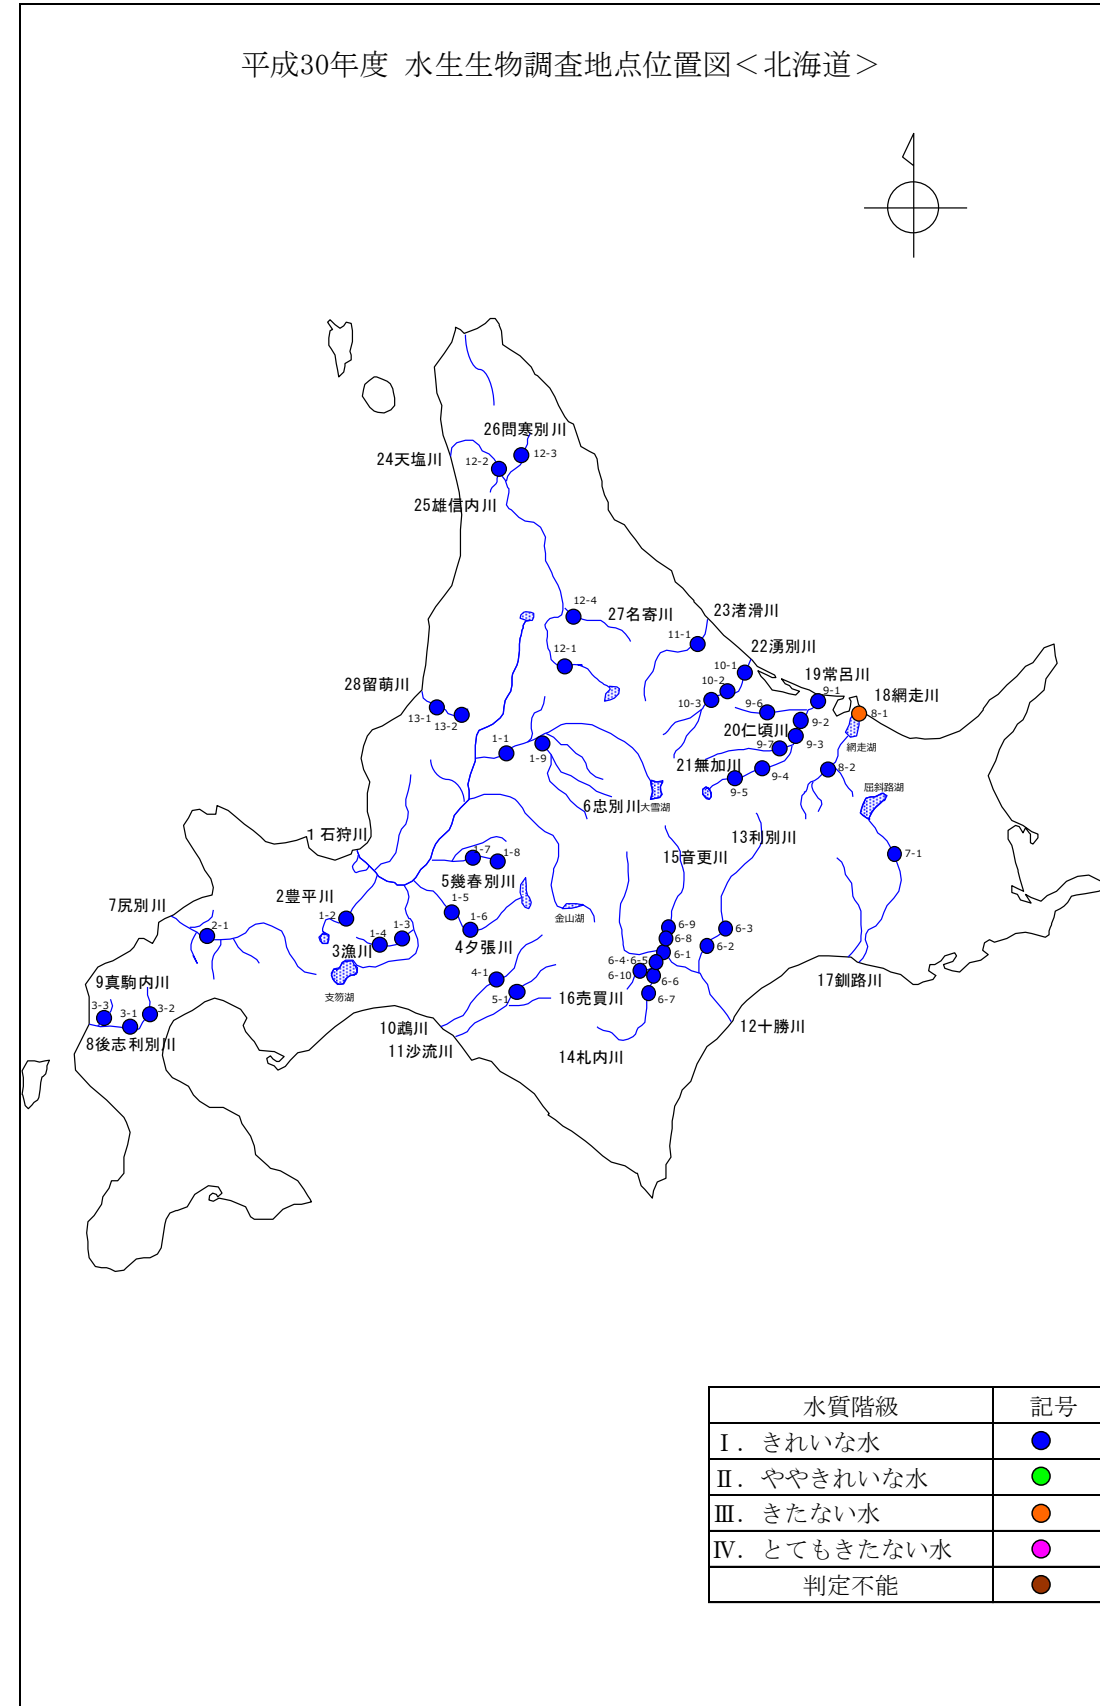 平成30年度 水生生物調査地点位置図＜北海道＞
26問寒別川
24天塩川
12-2
12-3
25雄信内川
12-4
27名寄川
23渚滑川
11-1
12-1
22湧別川
10-1
19常呂川
28留萌川
10-2
9-1
18網走川
10-3
9-6
8-1
13-1
13-2
20仁頃川
9-2
1-1
9-7
9-3
網走湖
1-9
21無加川
9-4
8-2
9-5
屈斜路湖
6忠別川
大雪湖
1 石狩川
13利別川
15音更川
1-7
1-8
7-1
5幾春別川
2豊平川
7尻別川
1-2
1-5
金山湖
1-6
2-1
1-3
6-9
6-3
1-4
6-8
3漁川
4夕張川
6-1
6-2
6-4・6-5
4-1
6-10
9真駒内川
支笏湖
6-6
17釧路川
5-1
16売買川
6-7
3-3
3-1
3-2
10鵡川
12十勝川
8後志利別川
11沙流川
14札内川
水質階級 記号
Ⅰ．きれいな水
Ⅱ．ややきれいな水
Ⅲ．きたない水
Ⅳ．とてもきたない水
判定不能